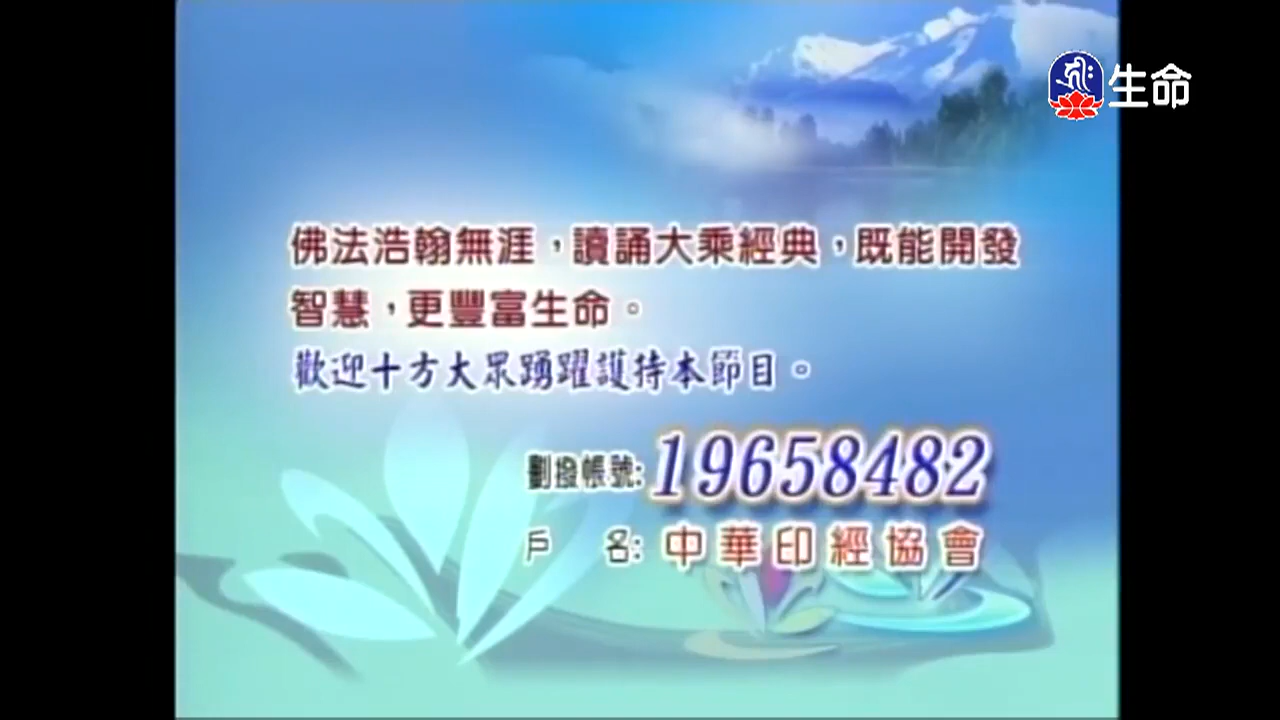 生命
佛法浩翰無涯，讀誦大乘經典，既能開發
智慧，更豐富生命。
歡迎十方大眾踴躍護持本節目。
劃撥帳號:19658482
戶 名:中華印經協會